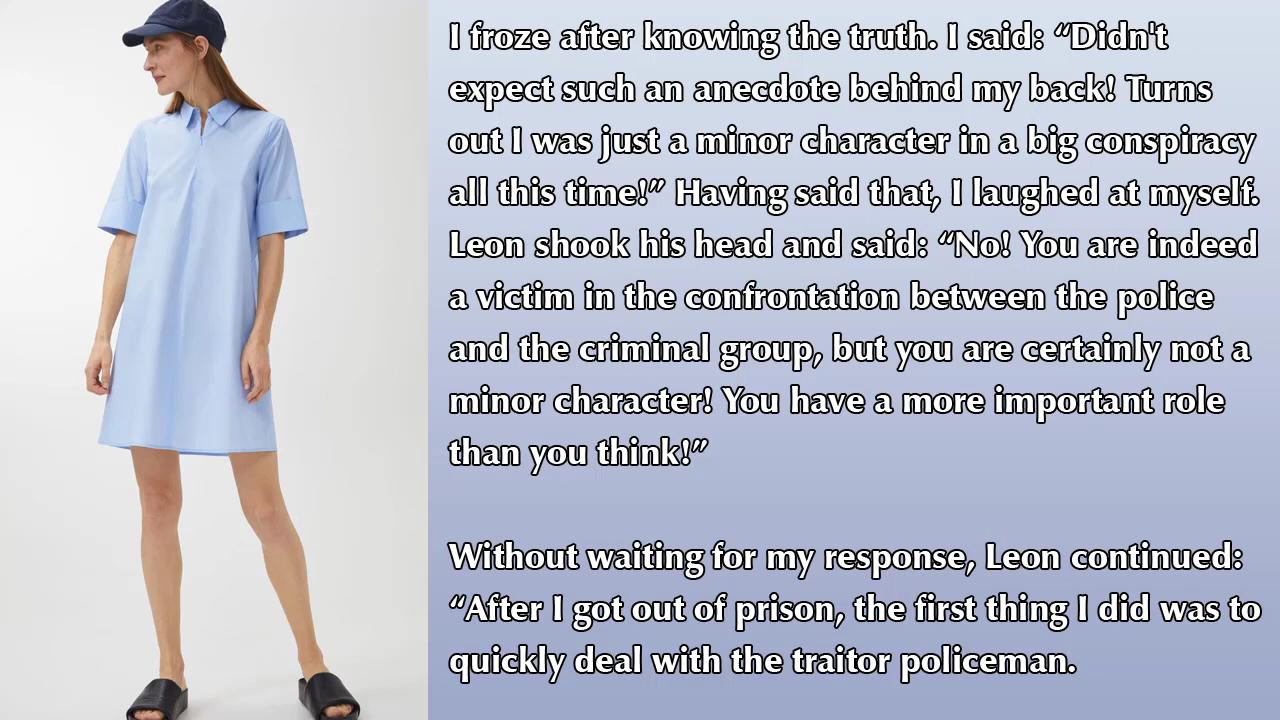 I froze after knowing the truth. I said: “Didn't
expect such an anecdote behind my back! Turns
out I was just a minor character in a big conspiracy
all this time!” Having said that, I laughed at myself.
Leon shook his head and said: “No! You are indeed
a victim in the confrontation between the police
and the criminal group, but you are certainly not a
minor character! You have a more important role
than you think!”
Without waiting for my response, Leon continued:
“After I got out of prison, the first thing I did was to
quickly deal with the traitor policeman.